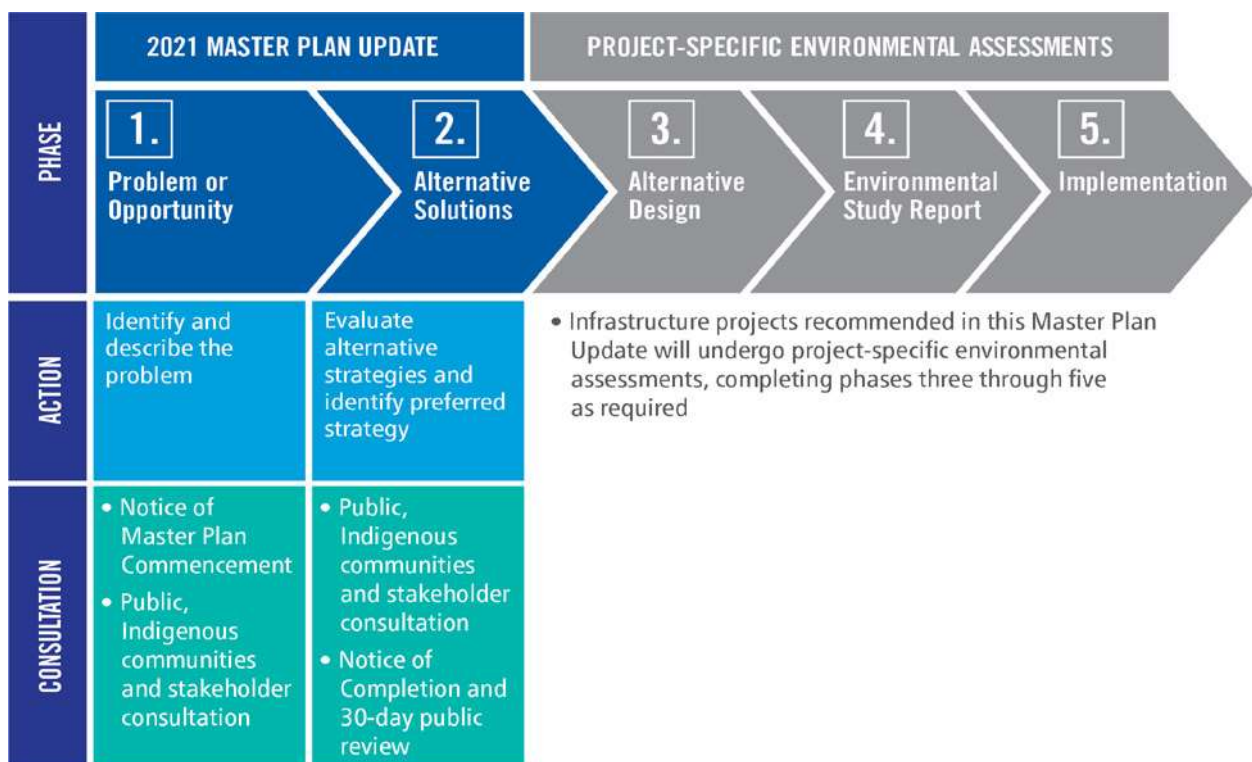 2021 MASTER PLAN UPDATE
PROJECT-SPECIFIC ENVIRONMENTAL ASSESSMENTS
PHASE
1.
Problem or
Opportunity
2.
Alternative
Solutions
3.
Alternative
Design
4.
Environmental
Study Report
5.
Implementation
ACTION
Identify and
describe the
problem
Evaluate
alternative
strategies and
identify preferred
strategy
• Infrastructure projects recommended in this Master Plan
Update will undergo project-specific environmental
assessments, completing phases three through five
as required
CONSULTATION
• Notice of
Master Plan
Commencement
• Public,
Indigenous
communities
and stakeholder
consultation
• Public,
Indigenous
communities
and stakeholder
consultation
• Notice of
Completion and
30-day public
review